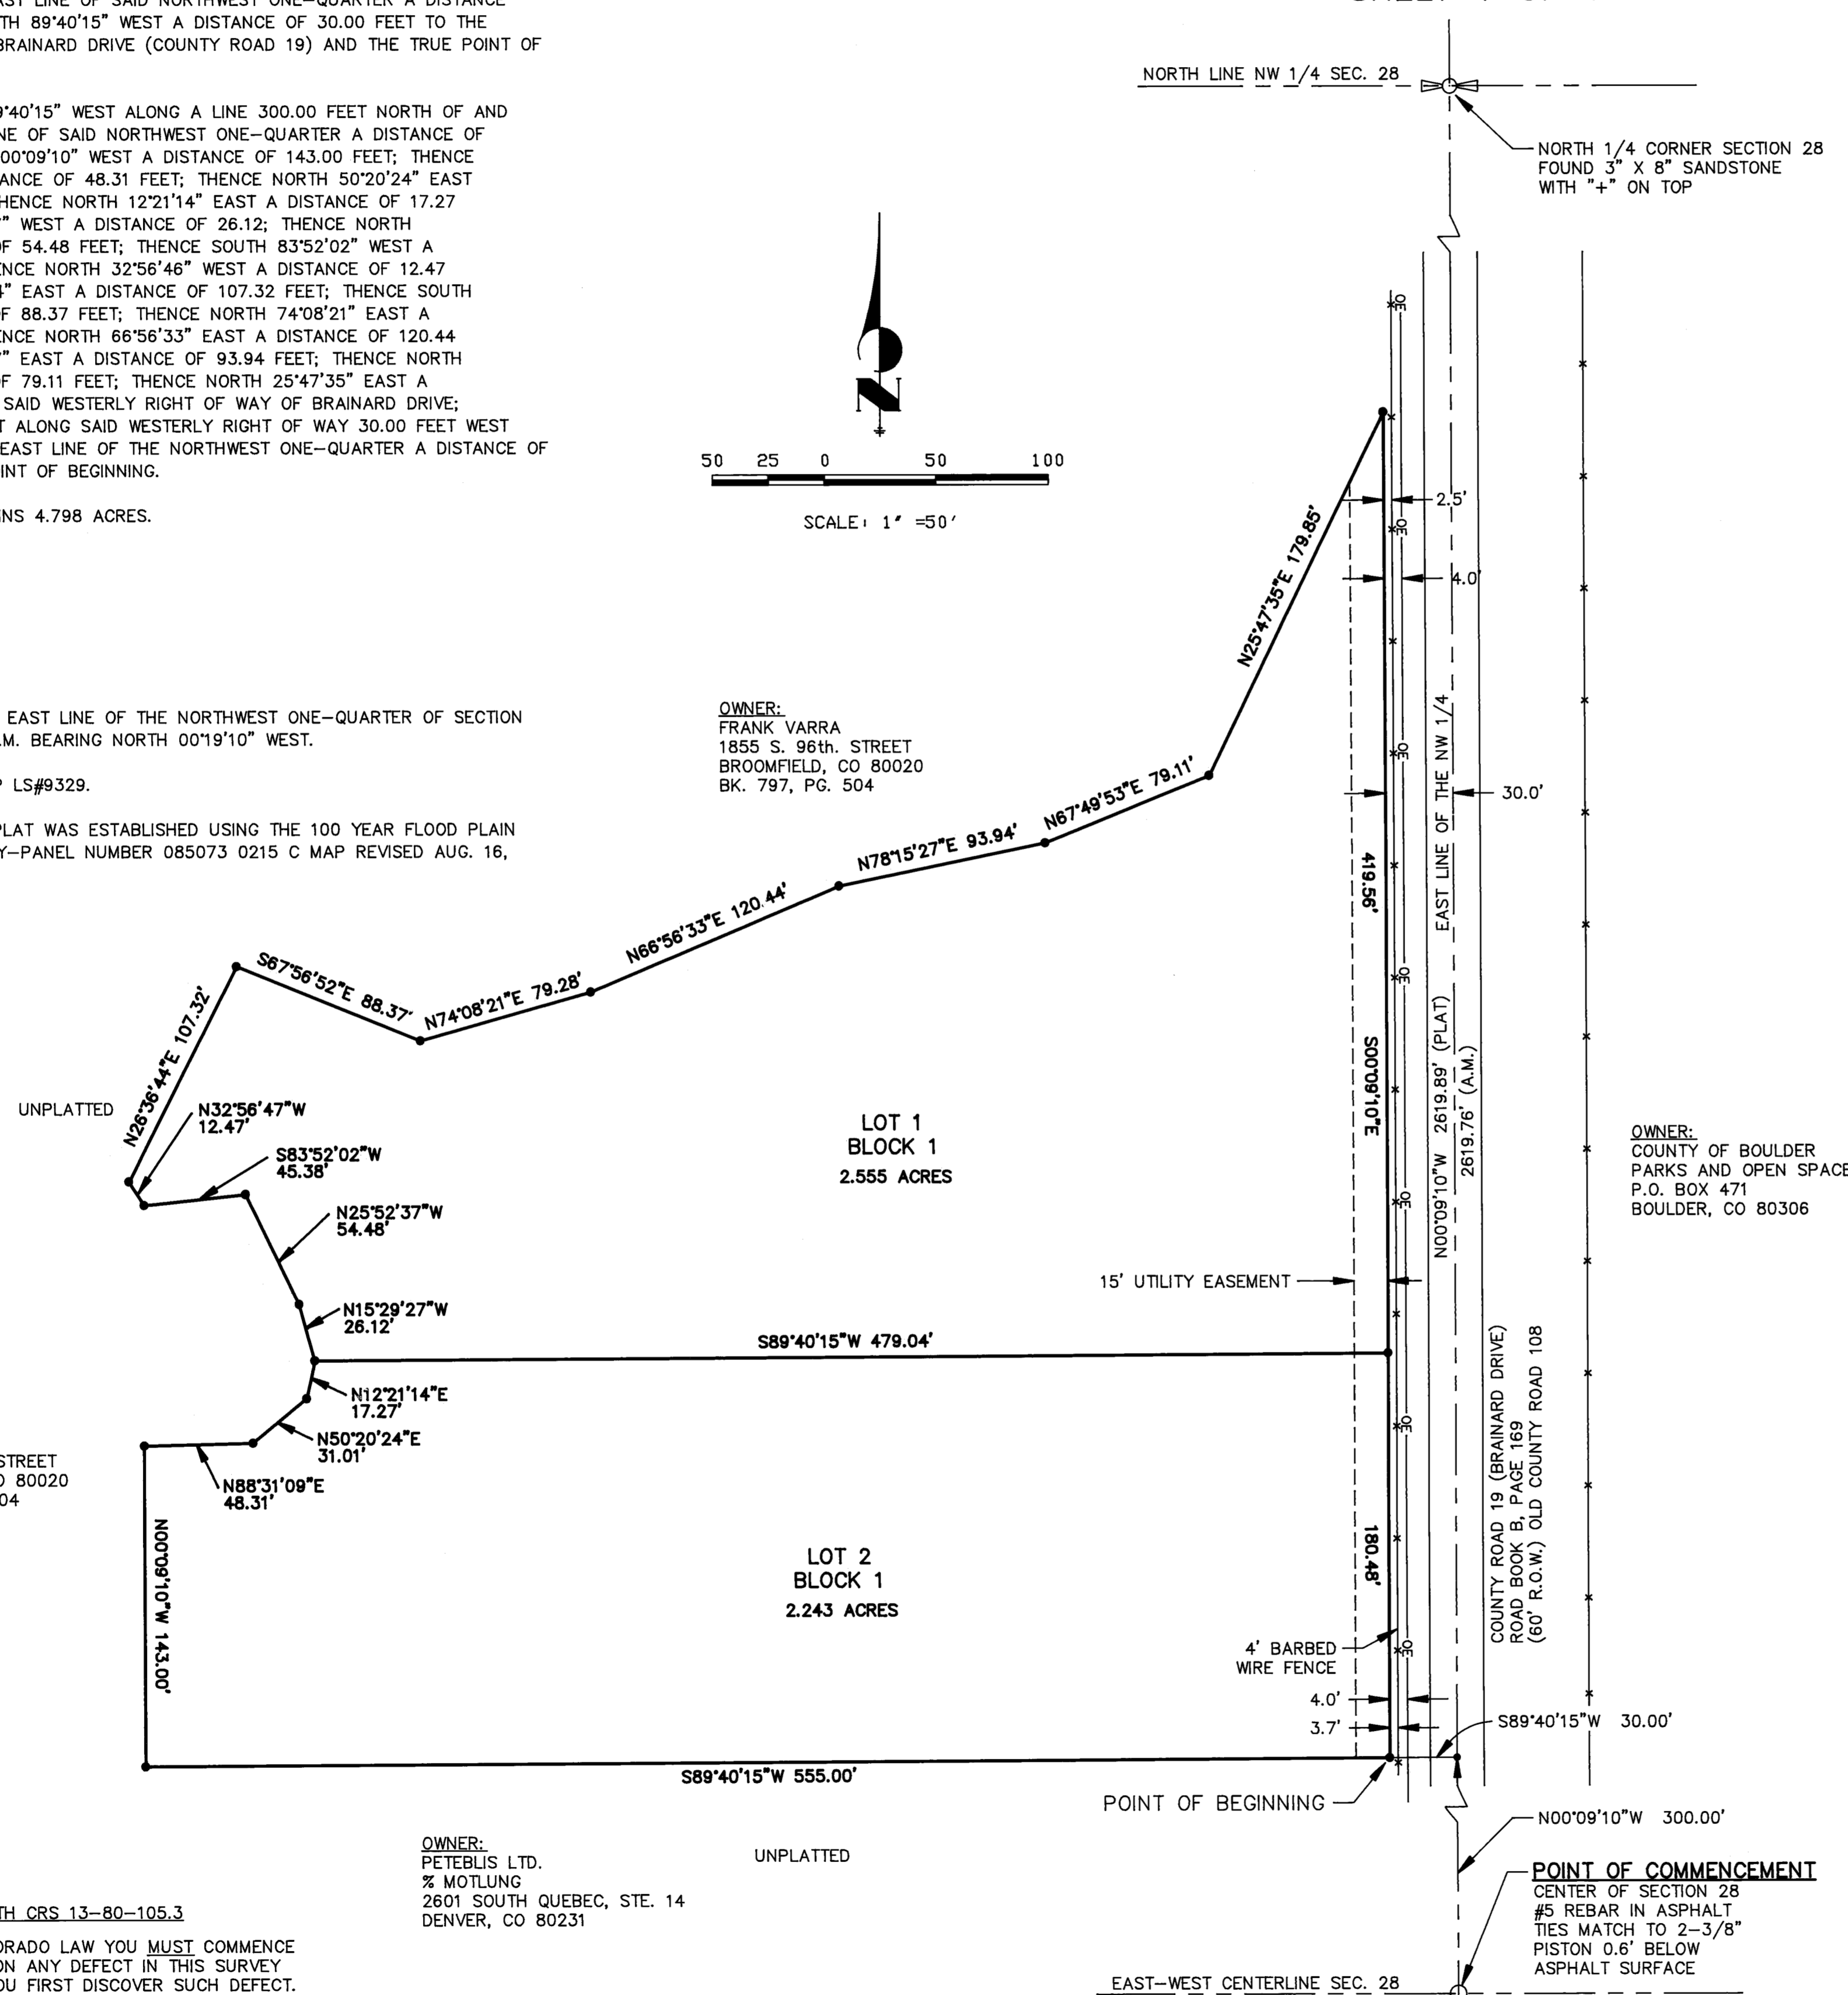 TH 89°40'15" WEST A DISTANCE OF 30.00 FEET TO THE
BRAINARD DRIVE (COUNTY ROAD 19) AND THE TRUE POINT OF
9°40'15" WEST ALONG A LINE 300.00 FEET NORTH OF AND
NE OF SAID NORTHWEST ONE-QUARTER A DISTANCE OF
00°09'10" WEST A DISTANCE OF 143.00 FEET; THENCE
ANCE OF 48.31 FEET; THENCE NORTH 50°20'24" EAST
HENCE NORTH 12°21'14" EAST A DISTANCE OF 17.27
" WEST A DISTANCE OF 26.12; THENCE NORTH
OF 54.48 FEET; THENCE SOUTH 83°52'02" WEST A
ENCE NORTH 32°56'46" WEST A DISTANCE OF 12.47
4" EAST A DISTANCE OF 107.32 FEET; THENCE SOUTH
OF 88.37 FEET; THENCE NORTH 74°08'21" EAST A
ENCE NORTH 66°56'33" EAST A DISTANCE OF 120.44
" EAST A DISTANCE OF 93.94 FEET; THENCE NORTH
OF 79.11 FEET; THENCE NORTH 25°47'35" EAST A
SAID WESTERLY RIGHT OF WAY OF BRAINARD DRIVE;
T ALONG SAID WESTERLY RIGHT OF WAY 30.00 FEET WEST
EAST LINE OF THE NORTHWEST ONE-QUARTER A DISTANCE OF
INT OF BEGINNING.
NS 4.798 ACRES.
EAST LINE OF THE NORTHWEST ONE-QUARTER OF SECTION
.M. BEARING NORTH 00°19'10" WEST.
P LS#9329.
PLAT WAS ESTABLISHED USING THE 100 YEAR FLOOD PLAIN
Y-PANEL NUMBER 085073 0215 C MAP REVISED AUG. 16,
NORTH LINE NW 1/4 SEC. 28
NORTH 1/4 CORNER SECTION 28
FOUND 3" X 8" SANDSTONE
WITH "+" ON TOP
N
50 25 0 50 100
SCALE: 1" =50'
OWNER:
FRANK VARRA
1855 S. 96th. STREET
BROOMFIELD, CO 80020
BK. 797, PG. 504
OE
2.5'
OE
4.0'
N25°47'35"E 179.85'
OE
30.0'
N67°49'53"E 79.11'
N78°15'27"E 93.94'
N66°56'33"E 120.44'
N74°08'21"E 79.28'
S67°56'52"E 88.37'
N26°36'44"E 107.32'
419.56'
S00°09'10"E
OE
EAST LINE OF THE NW 1/4
N00°09'10"W 2619.89' (PLAT)
2619.76' (A.M.)
UNPLATTED
N32°56'47"W
12.47'
S83°52'02"W
45.38'
N25°52'37"W
54.48'
N15°29'27"W
26.12'
LOT 1
BLOCK 1
2.555 ACRES
OE
OWNER:
COUNTY OF BOULDER
PARKS AND OPEN SPACE
P.O. BOX 471
BOULDER, CO 80306
15' UTILITY EASEMENT
S89°40'15"W 479.04'
N12°21'14"E
17.27'
N50°20'24"E
31.01'
N88°31'09"E
48.31'
STREET
O 80020
04
N00°09'10"W 143.00'
LOT 2
BLOCK 1
2.243 ACRES
OE
180.48'
COUNTY ROAD 19 (BRAINARD DRIVE)
ROAD BOOK B, PAGE 169
(60' R.O.W.) OLD COUNTY ROAD 108
4' BARBED
WIRE FENCE
OE
4.0'
3.7'
S89°40'15"W 30.00'
S89°40'15"W 555.00'
POINT OF BEGINNING
N00°09'10"W 300.00'
OWNER:
PETEBLIS LTD.
% MOTLUNG
2601 SOUTH QUEBEC, STE. 14
DENVER, CO 80231
UNPLATTED
POINT OF COMMENCEMENT
CENTER OF SECTION 28
#5 REBAR IN ASPHALT
TIES MATCH TO 2-3/8"
PISTON 0.6' BELOW
ASPHALT SURFACE
TH CRS 13-80-105.3
ORADO LAW YOU MUST COMMENCE
ON ANY DEFECT IN THIS SURVEY
OU FIRST DISCOVER SUCH DEFECT.
EAST-WEST CENTERLINE SEC. 28